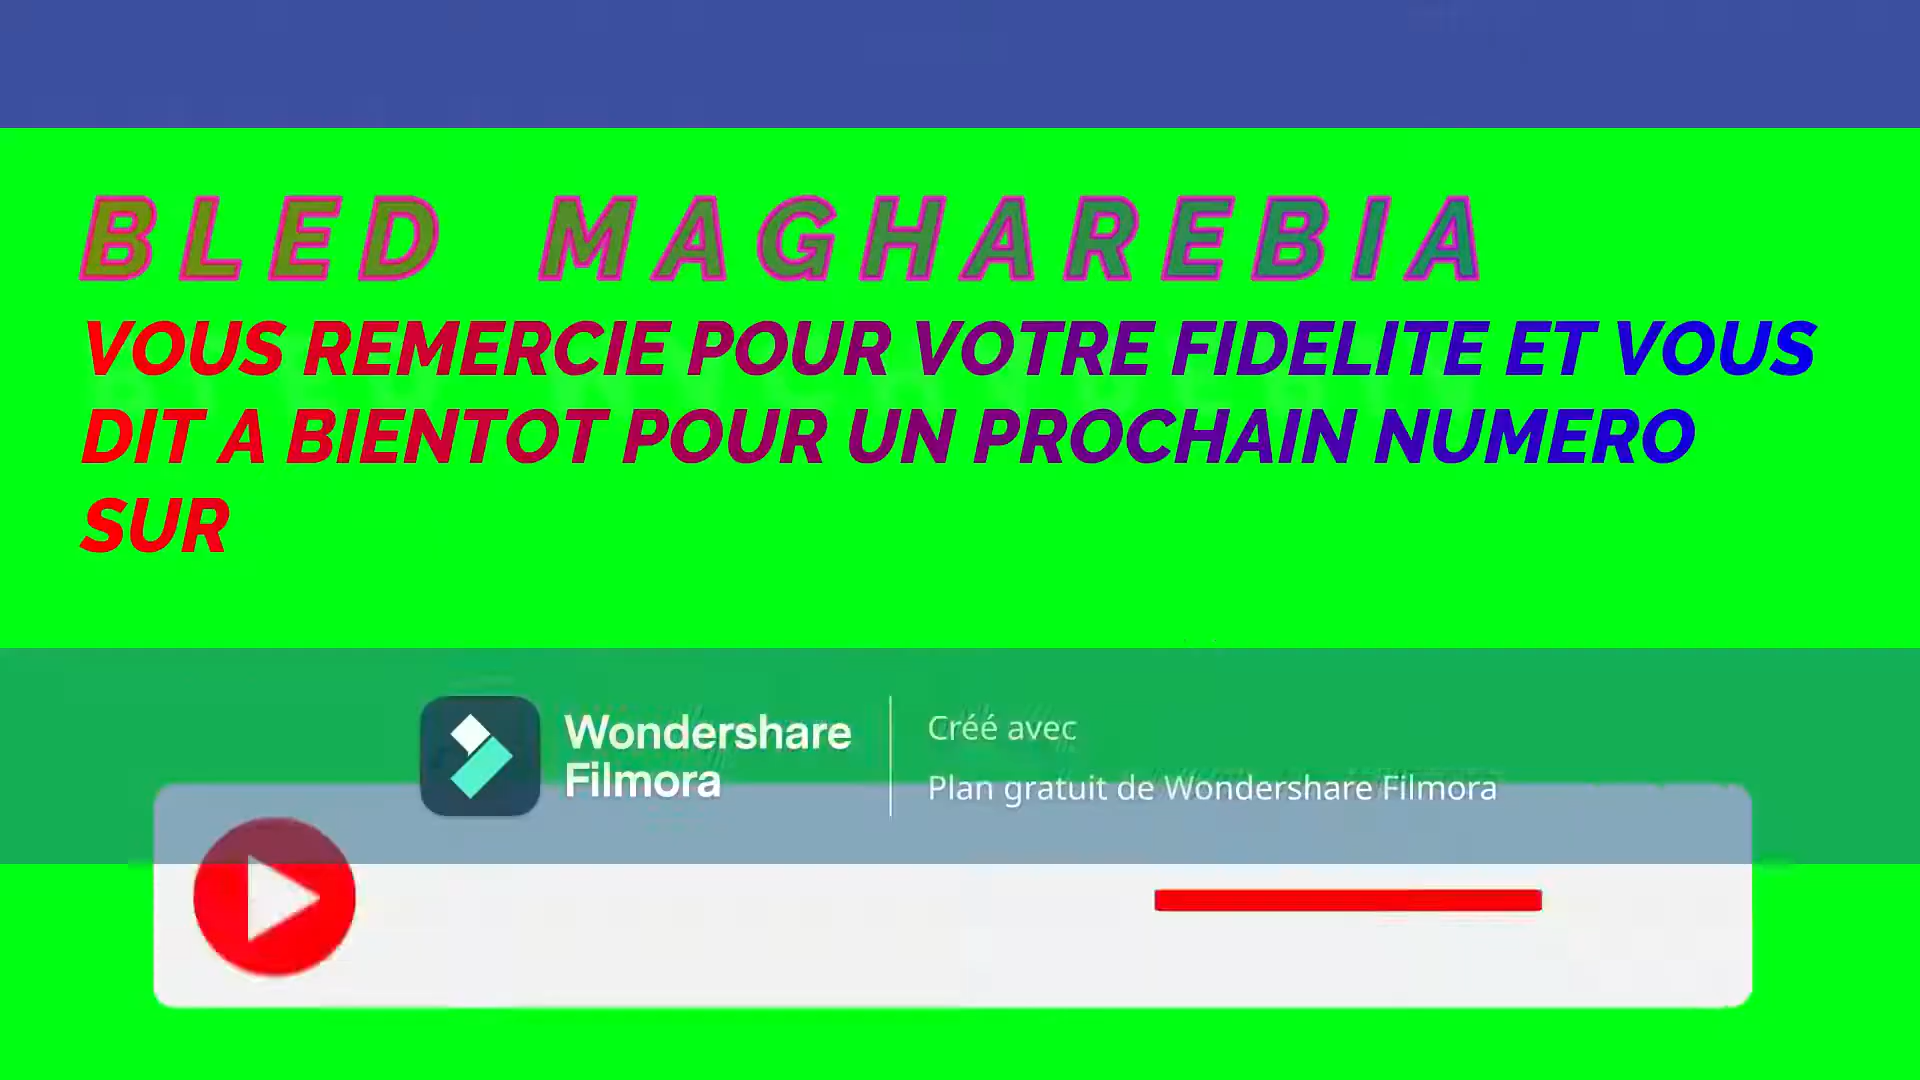 BLED MAGHAREBIA
VOUS REMERCIE POUR VOTRE FIDELITE ET VOUS
DIT A BIENTOT POUR UN PROCHAIN NUMERO
SUR
Wondershare
Filmora
Créé avec
Plan gratuit de Wondershare Filmora